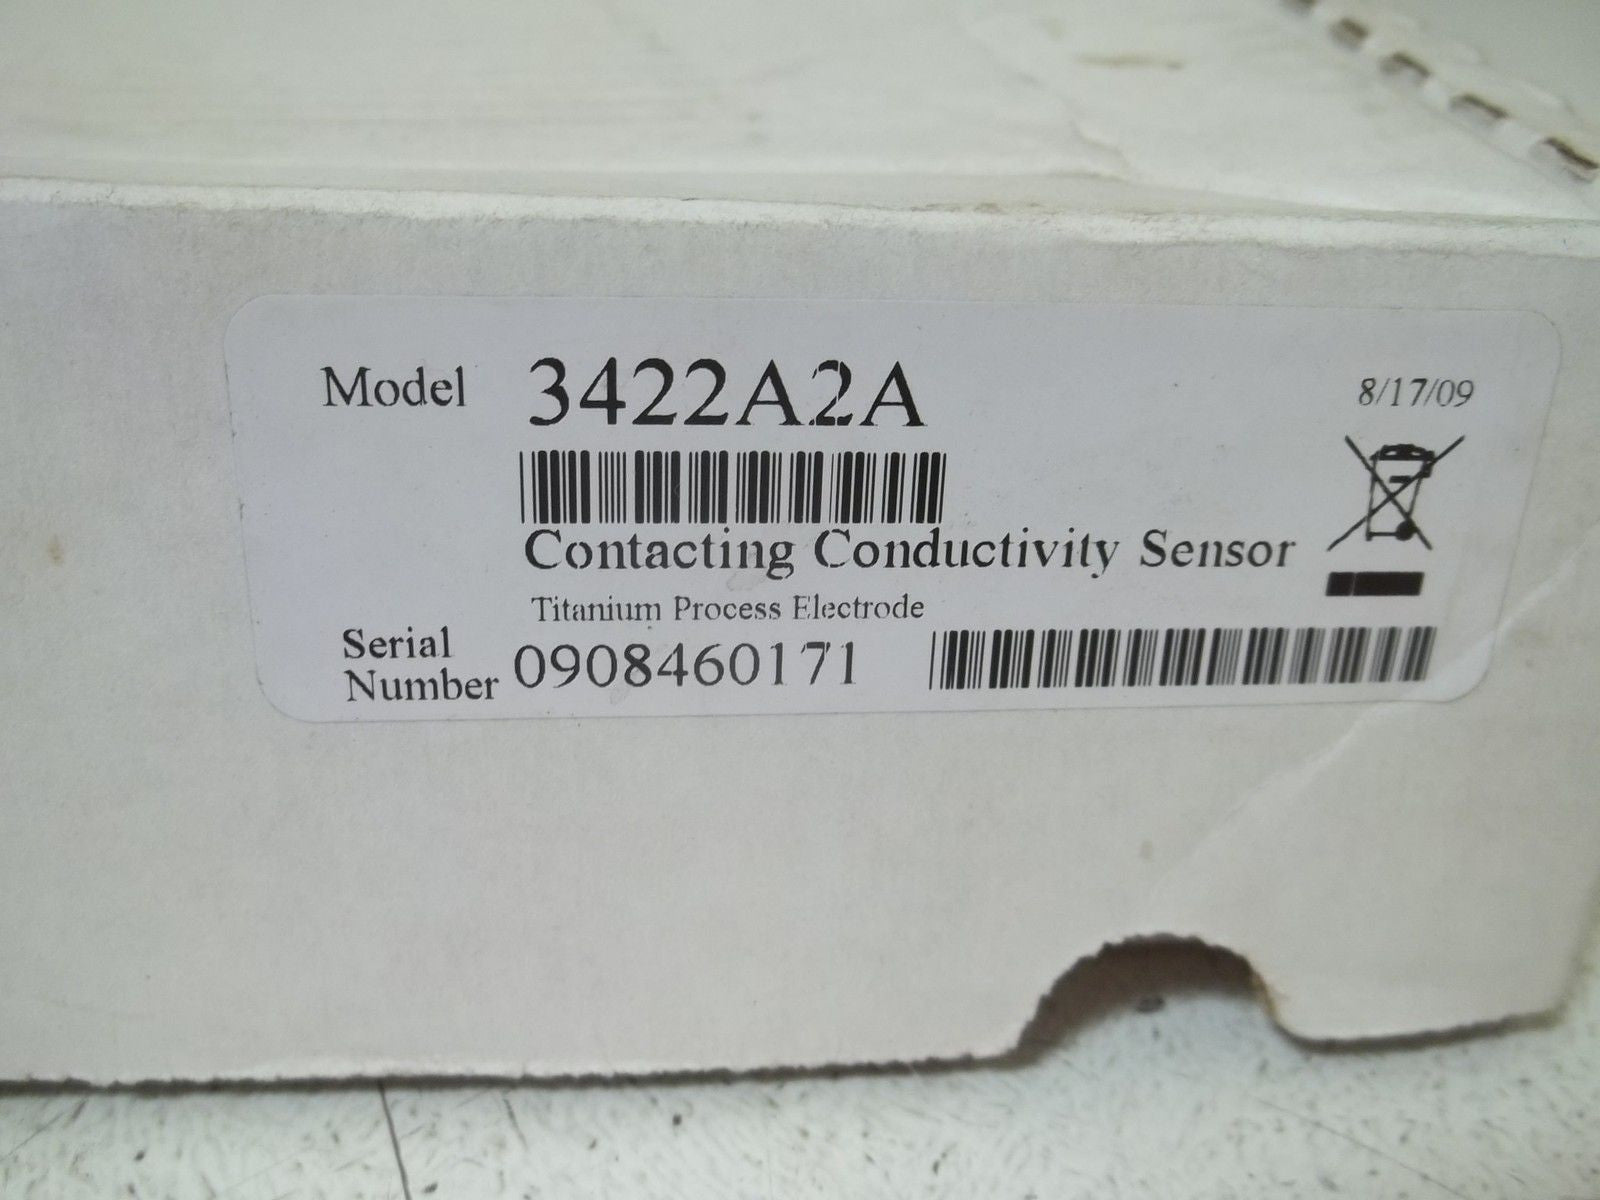 Model 3422A2A 8/17/09
Contacting Conductivity Sensor
Titanium Process Electrode
Serial
Number 0908460171